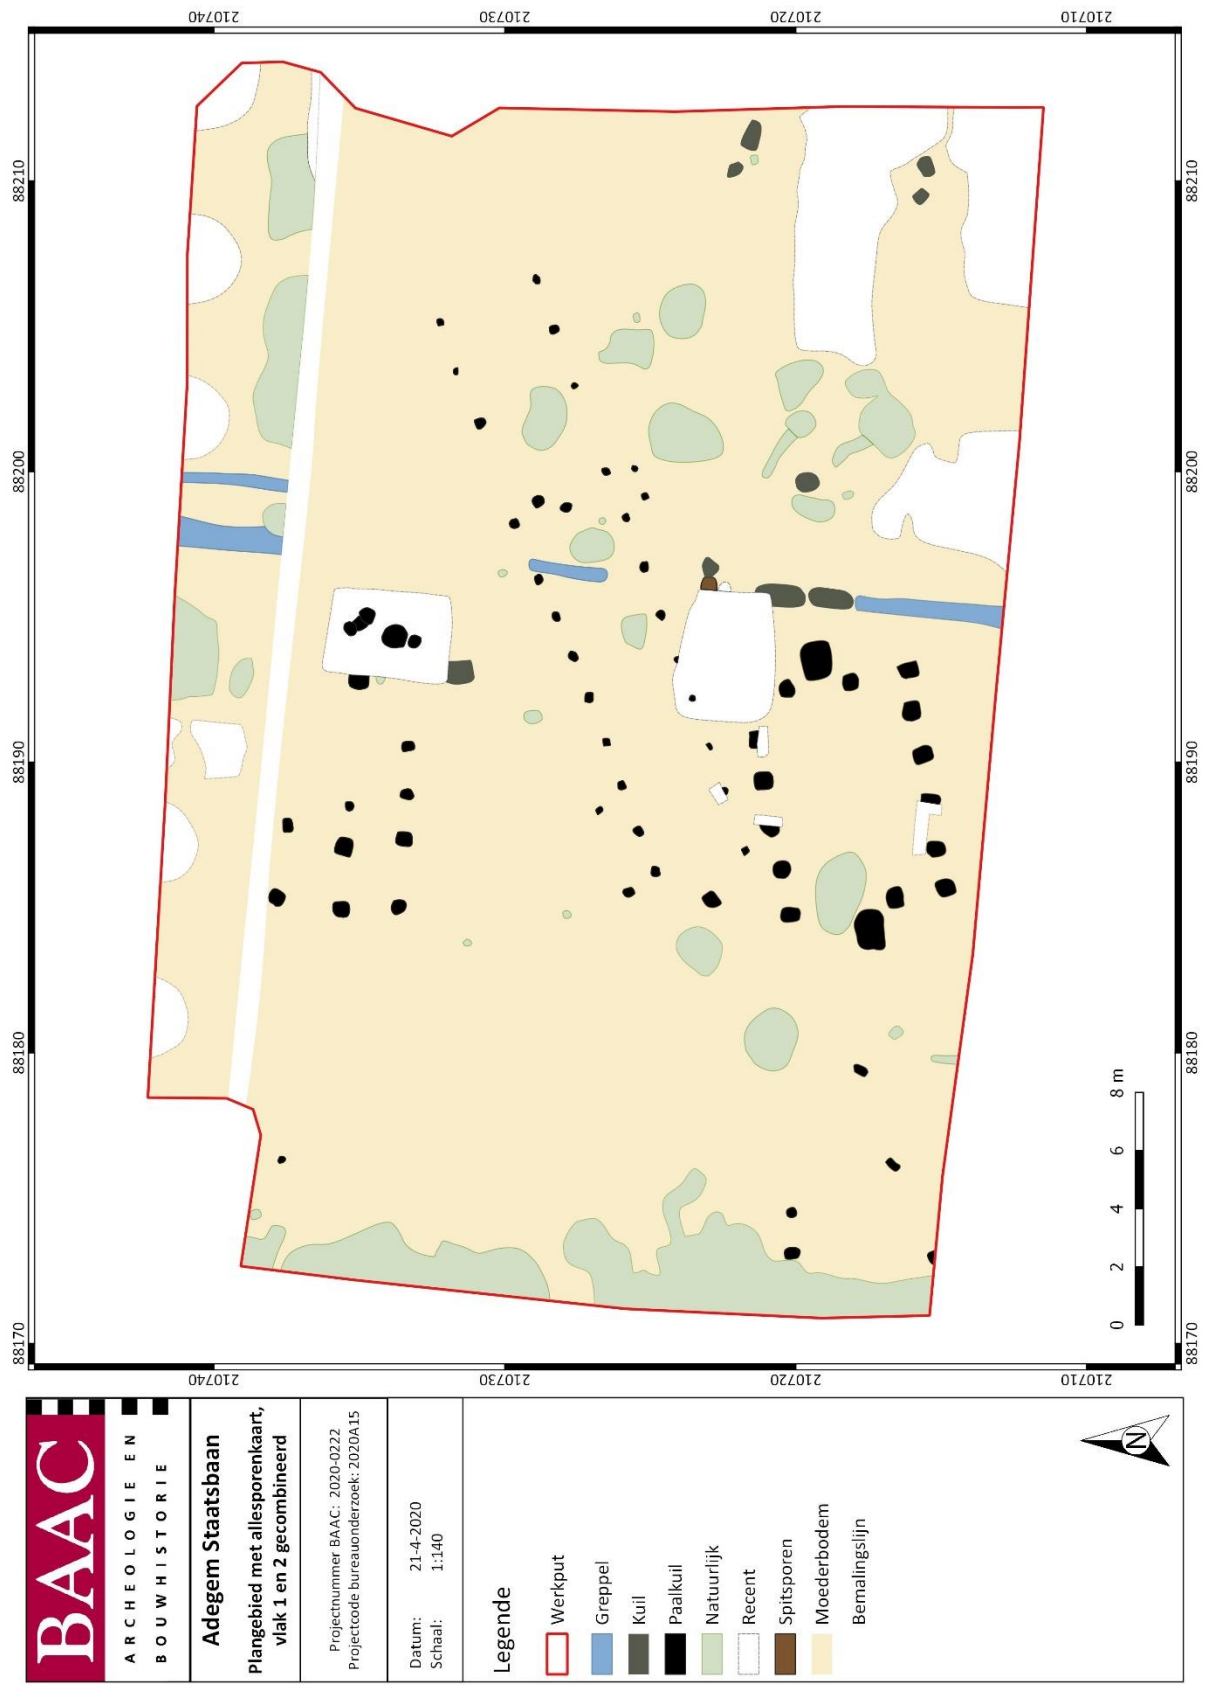 BAAC
ARCHEOLOGIE EN
BOUWHISTORIE
Adegem Staatsbaan
Plangebied met allesporenkaart,
vlak 1 en 2 gecombineerd
Projectnummer BAAC: 2020-0222
Projectcode bureauonderzoek: 2020A15
Datum: 21-4-2020
Schaal: 1:140
Legende
Werkput
Greppel
Kuil
Paalkuil
Natuurlijk
Recent
Spitsporen
Moederbodem
Bemalingslijn
N
88170
88180
88190
88200
88210
210740
210730
210720
210710
210740
210730
210720
210710
0 2 4 6 8 m
88170
88180
88190
88200
88210